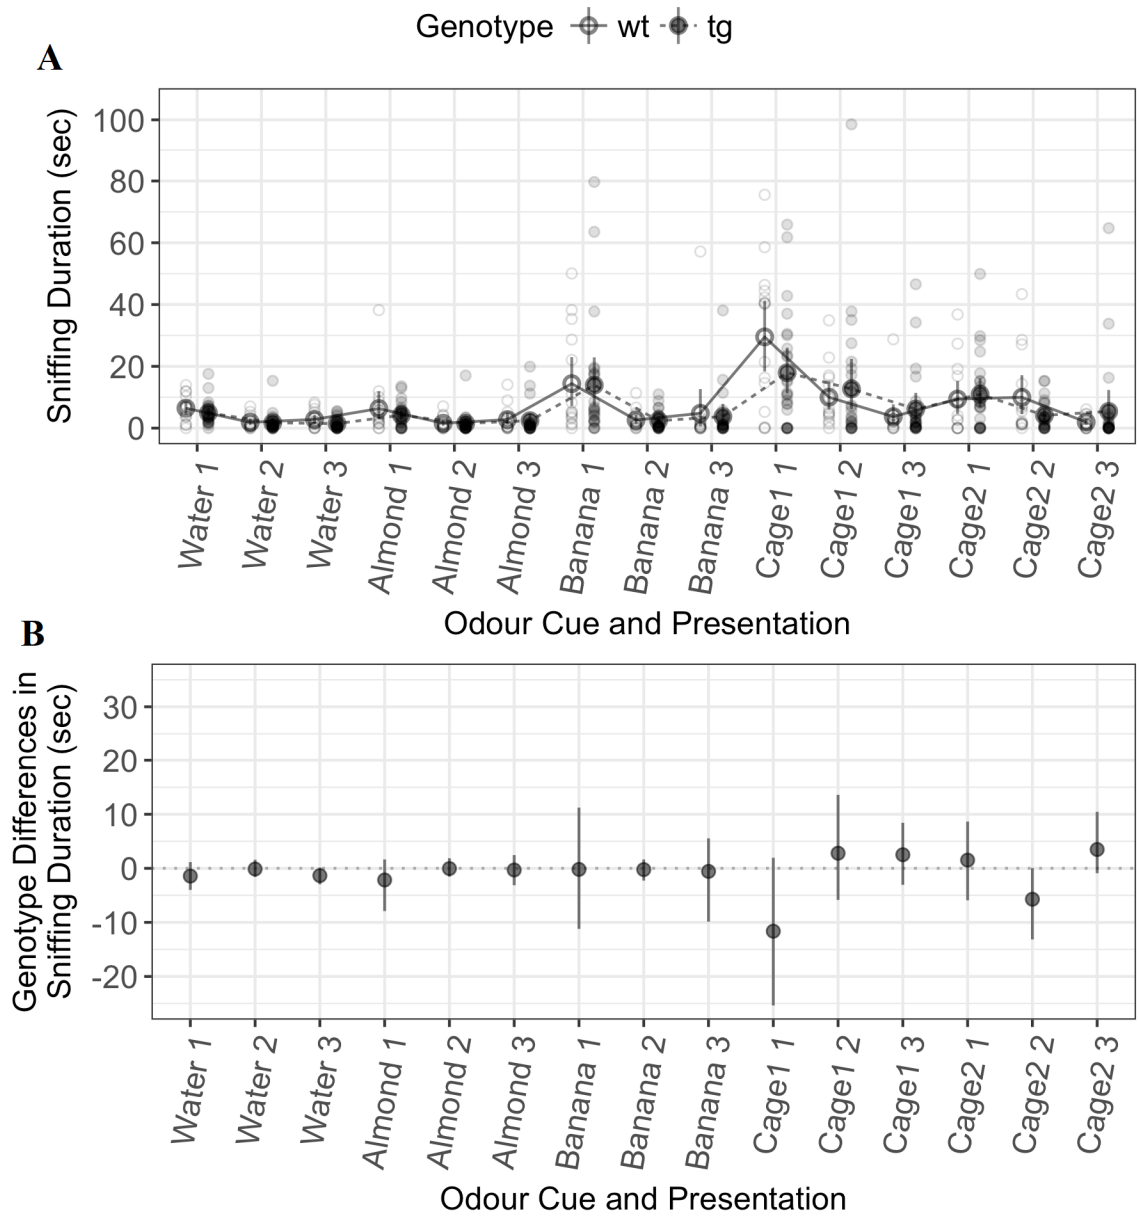 Genotype wt tg
A
Sniffing Duration (sec)
100
80
60
40
20
0
Water 1
Water 2
Water 3
Almond 1
Almond 2
Almond 3
Banana 1
Banana 2
Banana 3
Cage1 1
Cage1 2
Cage1 3
Cage2 1
Cage2 2
Cage2 3
Odour Cue and Presentation
B
Genotype Differences in
Sniffing Duration (sec)
30
20
10
0
-10
-20
Water 1
Water 2
Water 3
Almond 1
Almond 2
Almond 3
Banana 1
Banana 2
Banana 3
Cage1 1
Cage1 2
Cage1 3
Cage2 1
Cage2 2
Cage2 3
Odour Cue and Presentation